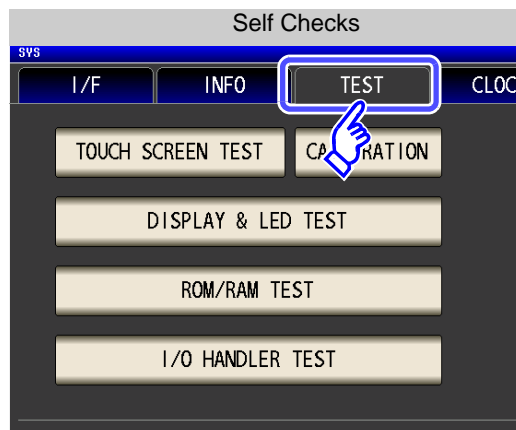 Self Checks
SYS
I/F INFO TEST CLOC
TOUCH SCREEN TEST
DISPLAY & LED TEST
ROM/RAM TEST
I/O HANDLER TEST